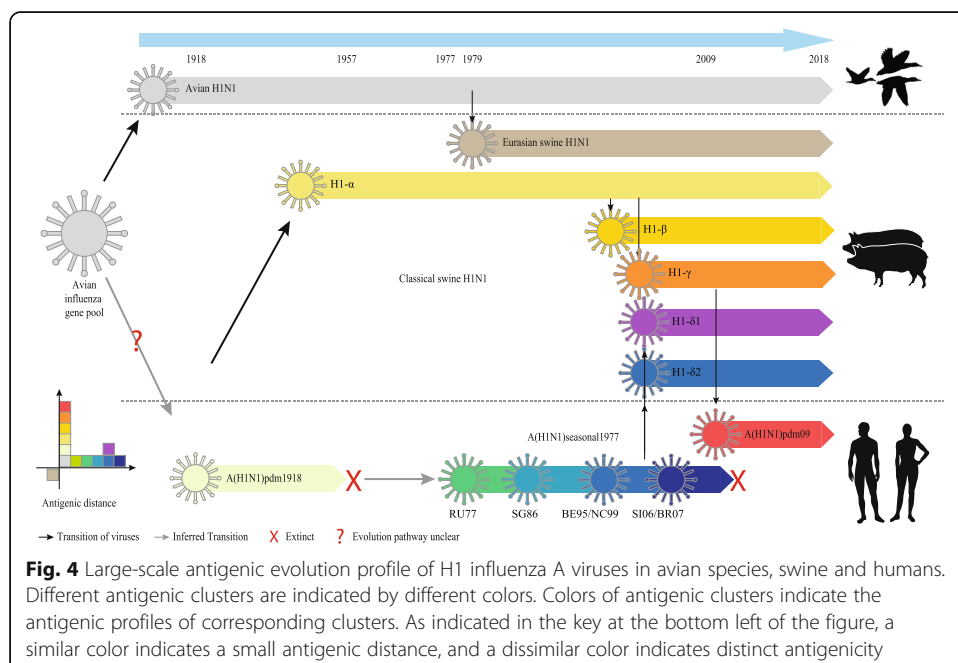 1918 1957 1977 1979 2009 2018
Avian H1N1
Eurasian swine H1N1
H1-α
H1-β
Classical swine H1N1
H1-γ
Avian
influenza
gene pool
H1-δ1
?
H1-δ2
A(H1N1)seasonal1977
A(H1N1)pdm09
A(H1N1)pdm1918
X
X
Antigenic distance
RU77 SG86 BE95/NC99 SI06/BR07
Transition of viruses Inferred Transition X Extinct ? Evolution pathway unclear
Fig. 4 Large-scale antigenic evolution profile of H1 influenza A viruses in avian species, swine and humans.
Different antigenic clusters are indicated by different colors. Colors of antigenic clusters indicate the
antigenic profiles of corresponding clusters. As indicated in the key at the bottom left of the figure, a
similar color indicates a small antigenic distance, and a dissimilar color indicates distinct antigenicity